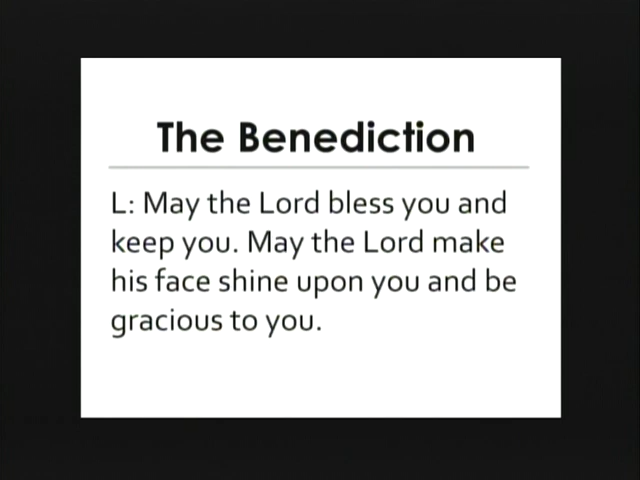 The Benediction
L: May the Lord bless you and
keep you. May the Lord make
his face shine upon you and be
gracious to you.